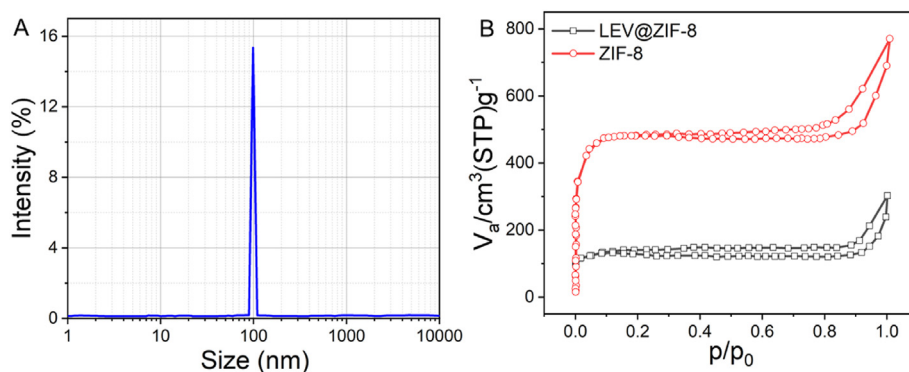 A
Intensity (%)
16
12
8
4
0
1
10
100
1000
10000
Size (nm)
B
LEV@ZIF-8
ZIF-8
Vₐ/cm³(STP)g⁻¹
800
600
400
200
0
0.0
0.2
0.4
0.6
0.8
1.0
p/p₀